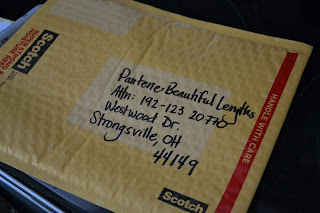 Scotch
Pantene Beautiful Lengths
Attn: 192-123 20770
Westwood Dr.
Strongsville, OH
44149
HANDLE WITH CARE
Scotch